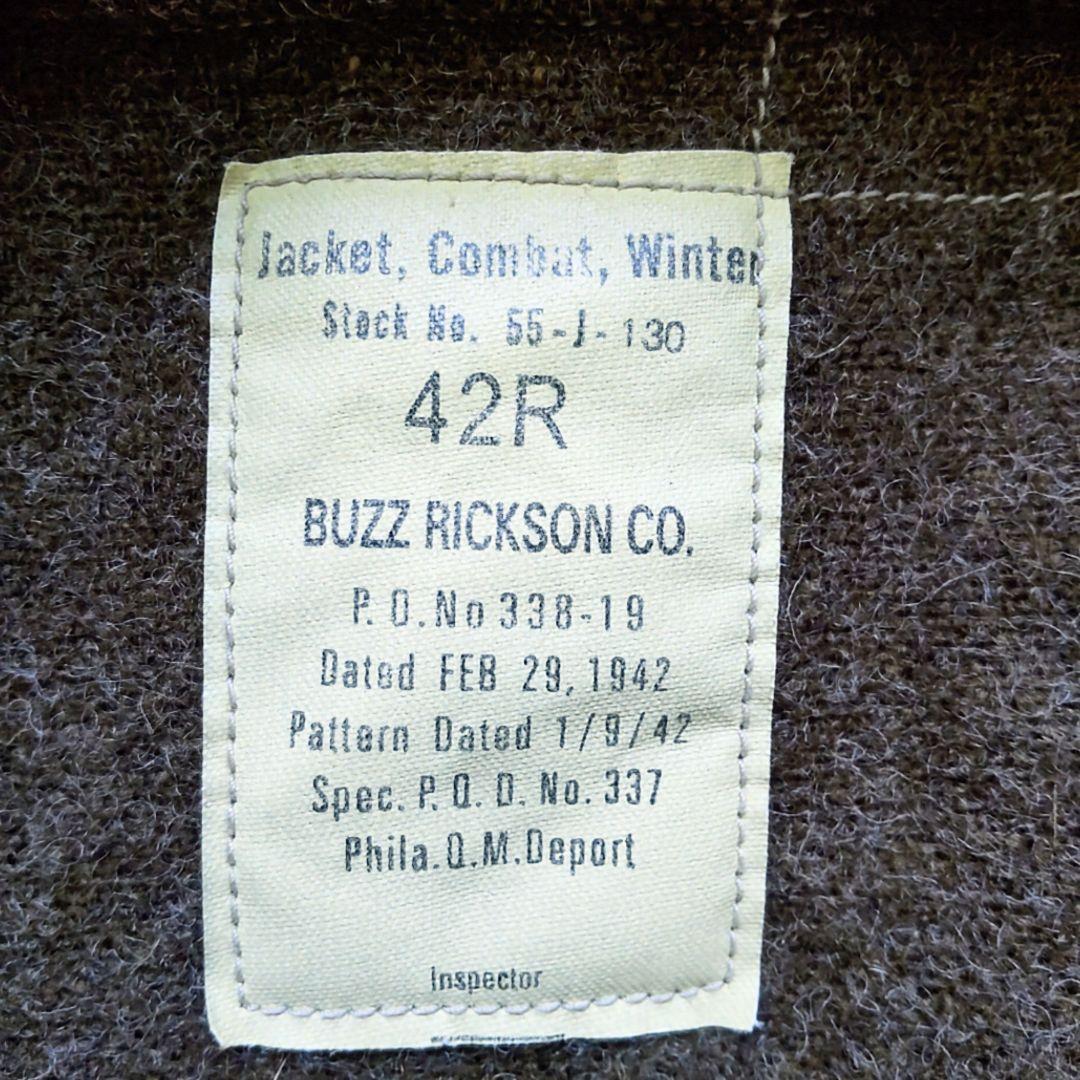 Jacket, Combat, Winter
Stock No. 55-J-130
42R
BUZZ RICKSON CO.
P.O.No 338-19
Dated FEB 29, 1942
Pattern Dated 1/9/42
Spec. P.Q.D. No. 337
Phila.Q.M.Deport
Inspector